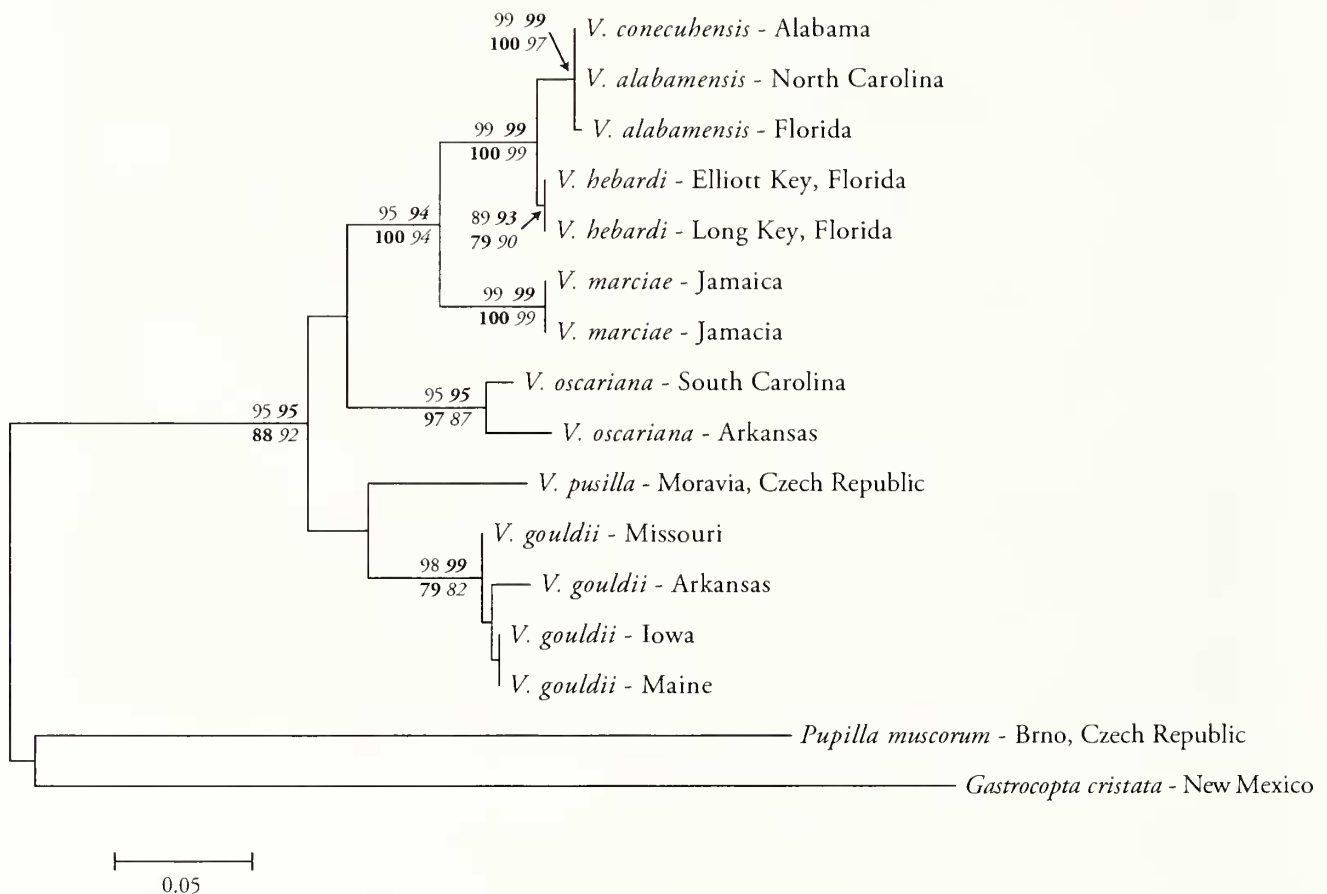 99 99
100 97
V. conecuhensis - Alabama
V. alabamensis - North Carolina
V. alabamensis - Florida
99 99
100 99
V. hebardi - Elliott Key, Florida
89 93
79 90
V. hebardi - Long Key, Florida
95 94
100 94
V. marciae - Jamaica
99 99
100 99
V. marciae - Jamacia
V. oscariana - South Carolina
95 95
97 87
V. oscariana - Arkansas
95 95
88 92
V. pusilla - Moravia, Czech Republic
V. gouldii - Missouri
98 99
79 82
V. gouldii - Arkansas
V. gouldii - Iowa
V. gouldii - Maine
Pupilla muscorum - Brno, Czech Republic
Gastrocopta cristata - New Mexico
0.05